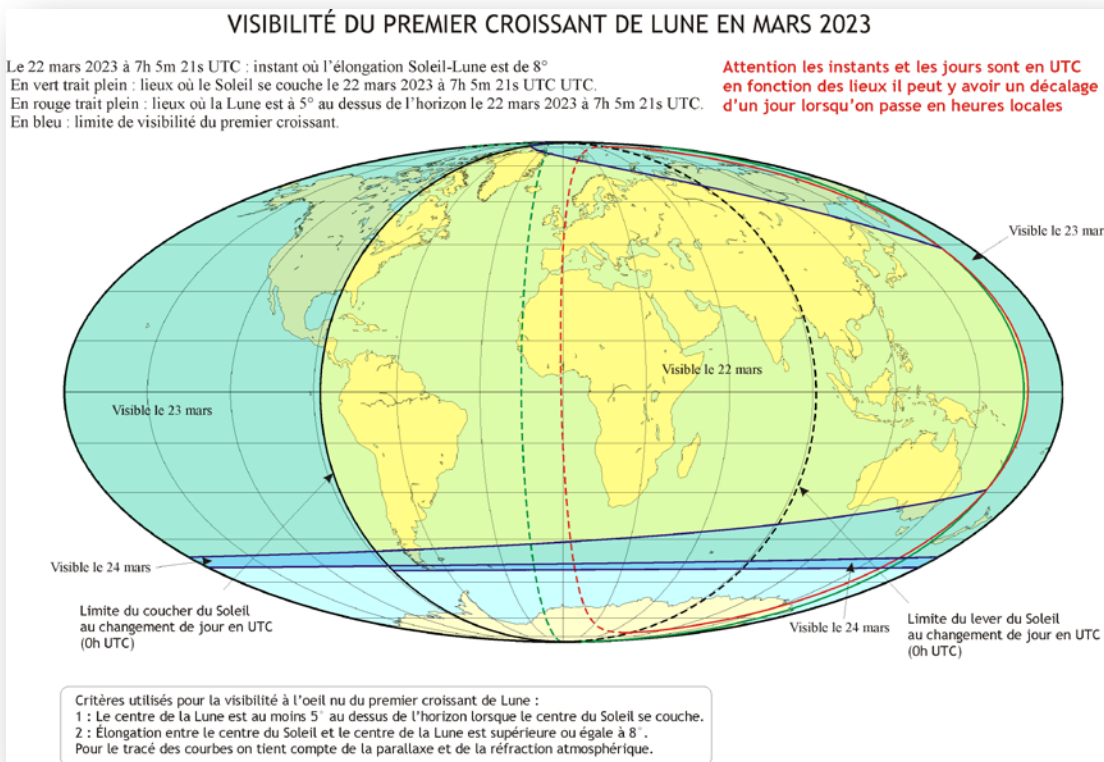 VISIBILITÉ DU PREMIER CROISSANT DE LUNE EN MARS 2023
Le 22 mars 2023 à 7h 5m 21s UTC : instant où l'élongation Soleil-Lune est de 8°
En vert trait plein : lieux où le Soleil se couche le 22 mars 2023 à 7h 5m 21s UTC UTC.
En rouge trait plein : lieux où la Lune est à 5° au dessus de l'horizon le 22 mars 2023 à 7h 5m 21s UTC.
En bleu : limite de visibilité du premier croissant.
Attention les instants et les jours sont en UTC
en fonction des lieux il peut y avoir un décalage
d'un jour lorsqu'on passe en heures locales
Visible le 23 mars
Visible le 22 mars
Visible le 23 mars
Visible le 24 mars
Visible le 24 mars
Limite du coucher du Soleil
au changement de jour en UTC
(0h UTC)
Limite du lever du Soleil
au changement de jour en UTC
(0h UTC)
Critères utilisés pour la visibilité à l'oeil nu du premier croissant de Lune :
1 : Le centre de la Lune est au moins 5° au dessus de l'horizon lorsque le centre du Soleil se couche.
2 : Élongation entre le centre du Soleil et le centre de la Lune est supérieure ou égale à 8°.
Pour le tracé des courbes on tient compte de la parallaxe et de la réfraction atmosphérique.